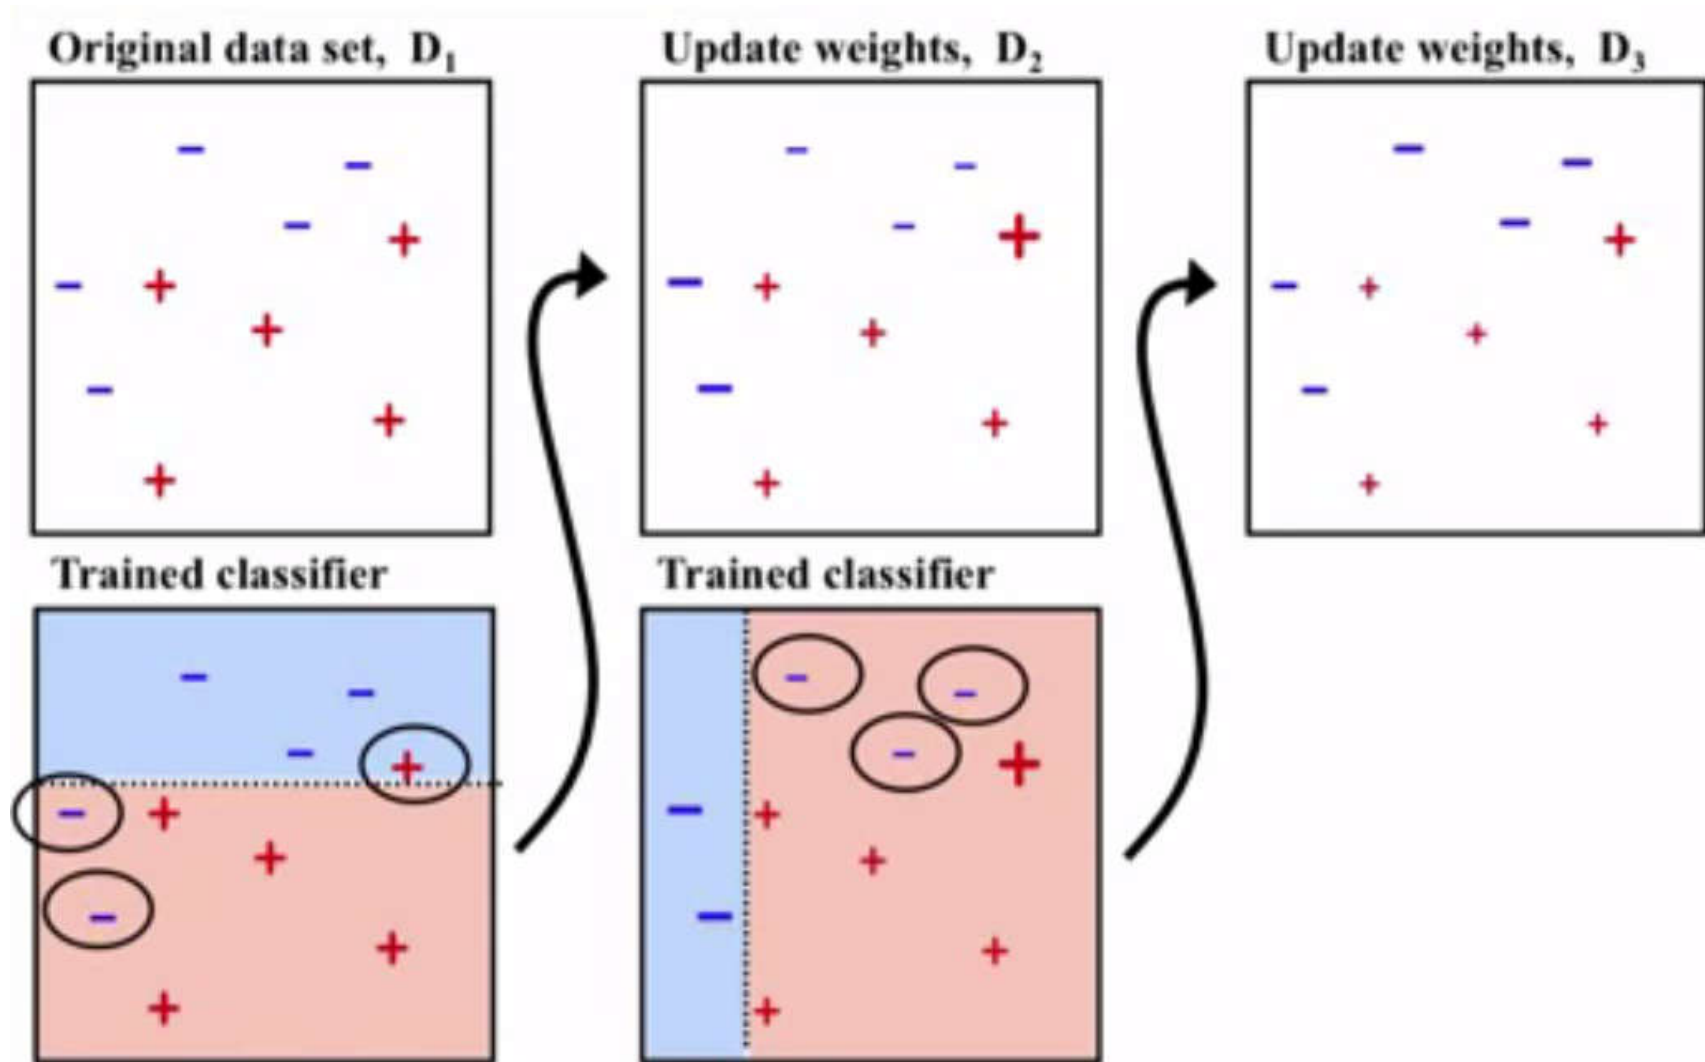 Original data set, D₁
Update weights, D₂
Update weights, D₃
Trained classifier
Trained classifier